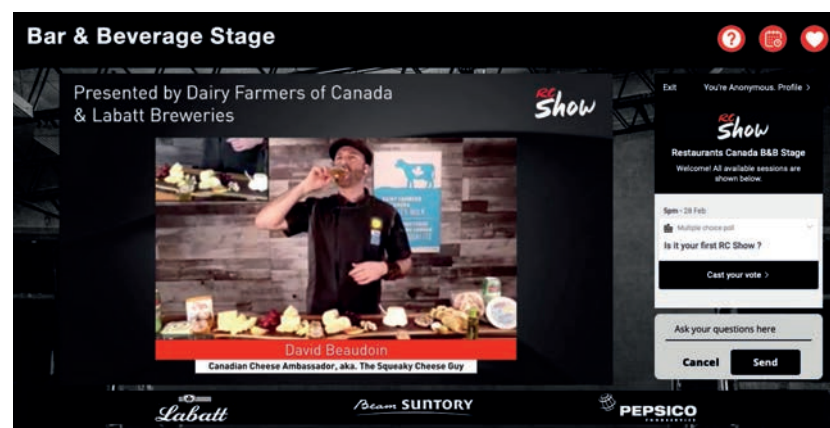 Bar & Beverage Stage
?
Presented by Dairy Farmers of Canada
& Labatt Breweries
RC
Show
David Beaudoin
Canadian Cheese Ambassador, aka. The Squeaky Cheese Guy
Exit You're Anonymous. Profile >
RC
Show
Restaurants Canada B&B Stage
Welcome! All available sessions are
shown below.
5pm - 28 Feb
Multiple choice poll
Is it your first RC Show ?
Cast your vote >
Ask your questions here
Cancel Send
Labatt
Beam SUNTORY
PEPSICO